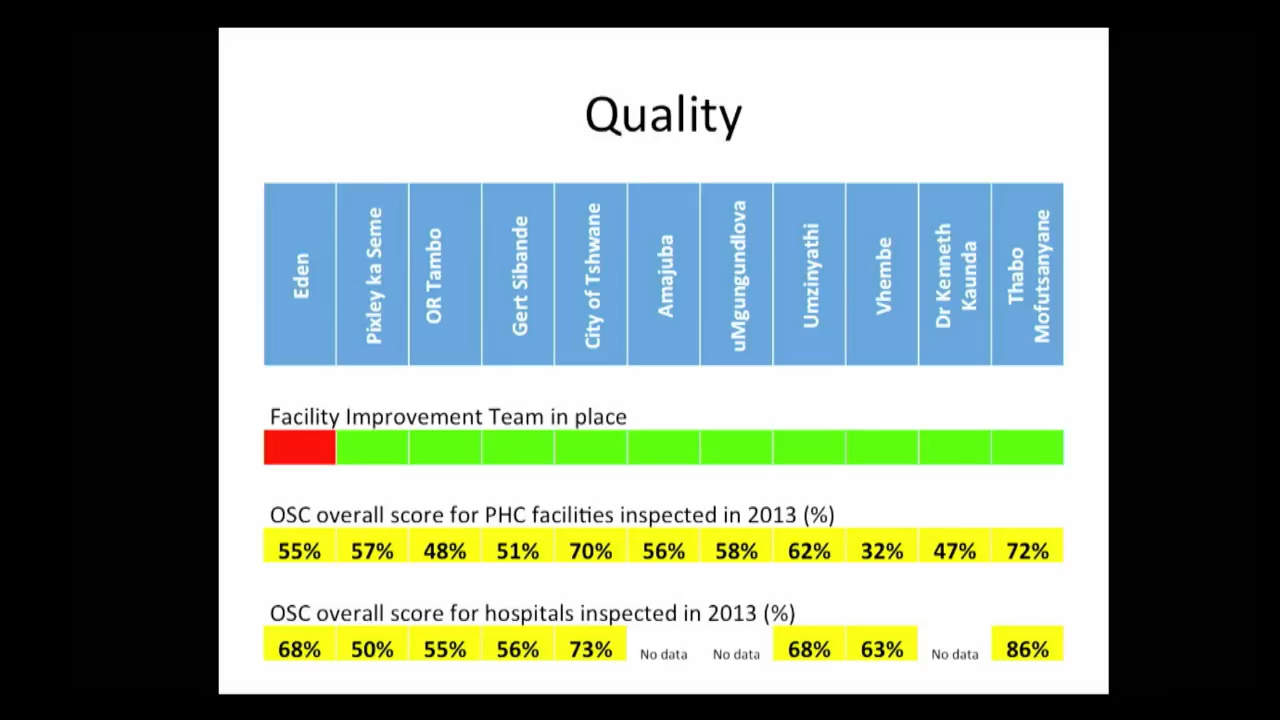 Quality
Eden
Pixley ka Seme
OR Tambo
Gert Sibande
City of Tshwane
Amajuba
uMgungundlova
Umzinyathi
Vhembe
Dr Kenneth
Kaunda
Thabo
Mofutsanyane
Facility Improvement Team in place
OSC overall score for PHC facilities inspected in 2013 (%)
55% 57% 48% 51% 70% 56% 58% 62% 32% 47% 72%
OSC overall score for hospitals inspected in 2013 (%)
68% 50% 55% 56% 73% No data No data 68% 63% No data 86%